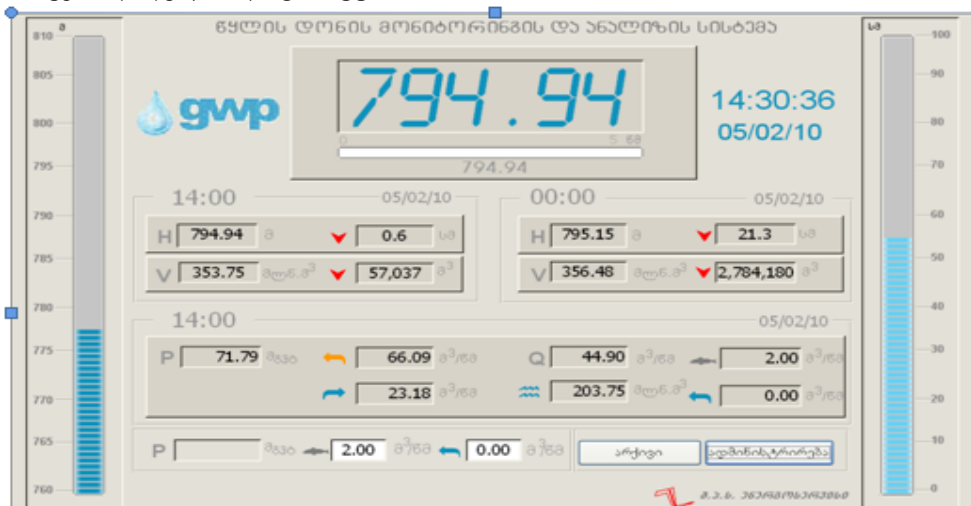 წყლის დონის მონიტორინგის და ანალიზის სისტემა
მ
810
805
800
795
790
785
780
775
770
765
760
gwp
794.94
0 5 წმ
794.94
14:30:36
05/02/10
14:00 05/02/10
H 794.94 მ 0.6 სმ
V 353.75 მლნ.მ³ 57,037 მ³
00:00 05/02/10
H 795.15 მ 21.3 სმ
V 356.48 მლნ.მ³ 2,784,180 მ³
14:00 05/02/10
P 71.79 მგვტ 66.09 მ³/წმ Q 44.90 მ³/წმ 2.00 მ³/წმ
23.18 მ³/წმ 203.75 მლნ.მ³ 0.00 მ³/წმ
P მგვტ 2.00 მ³/წმ 0.00 მ³/წმ
არქივი ადმინისტრირება
სმ
100
90
80
70
60
50
40
30
20
10
0